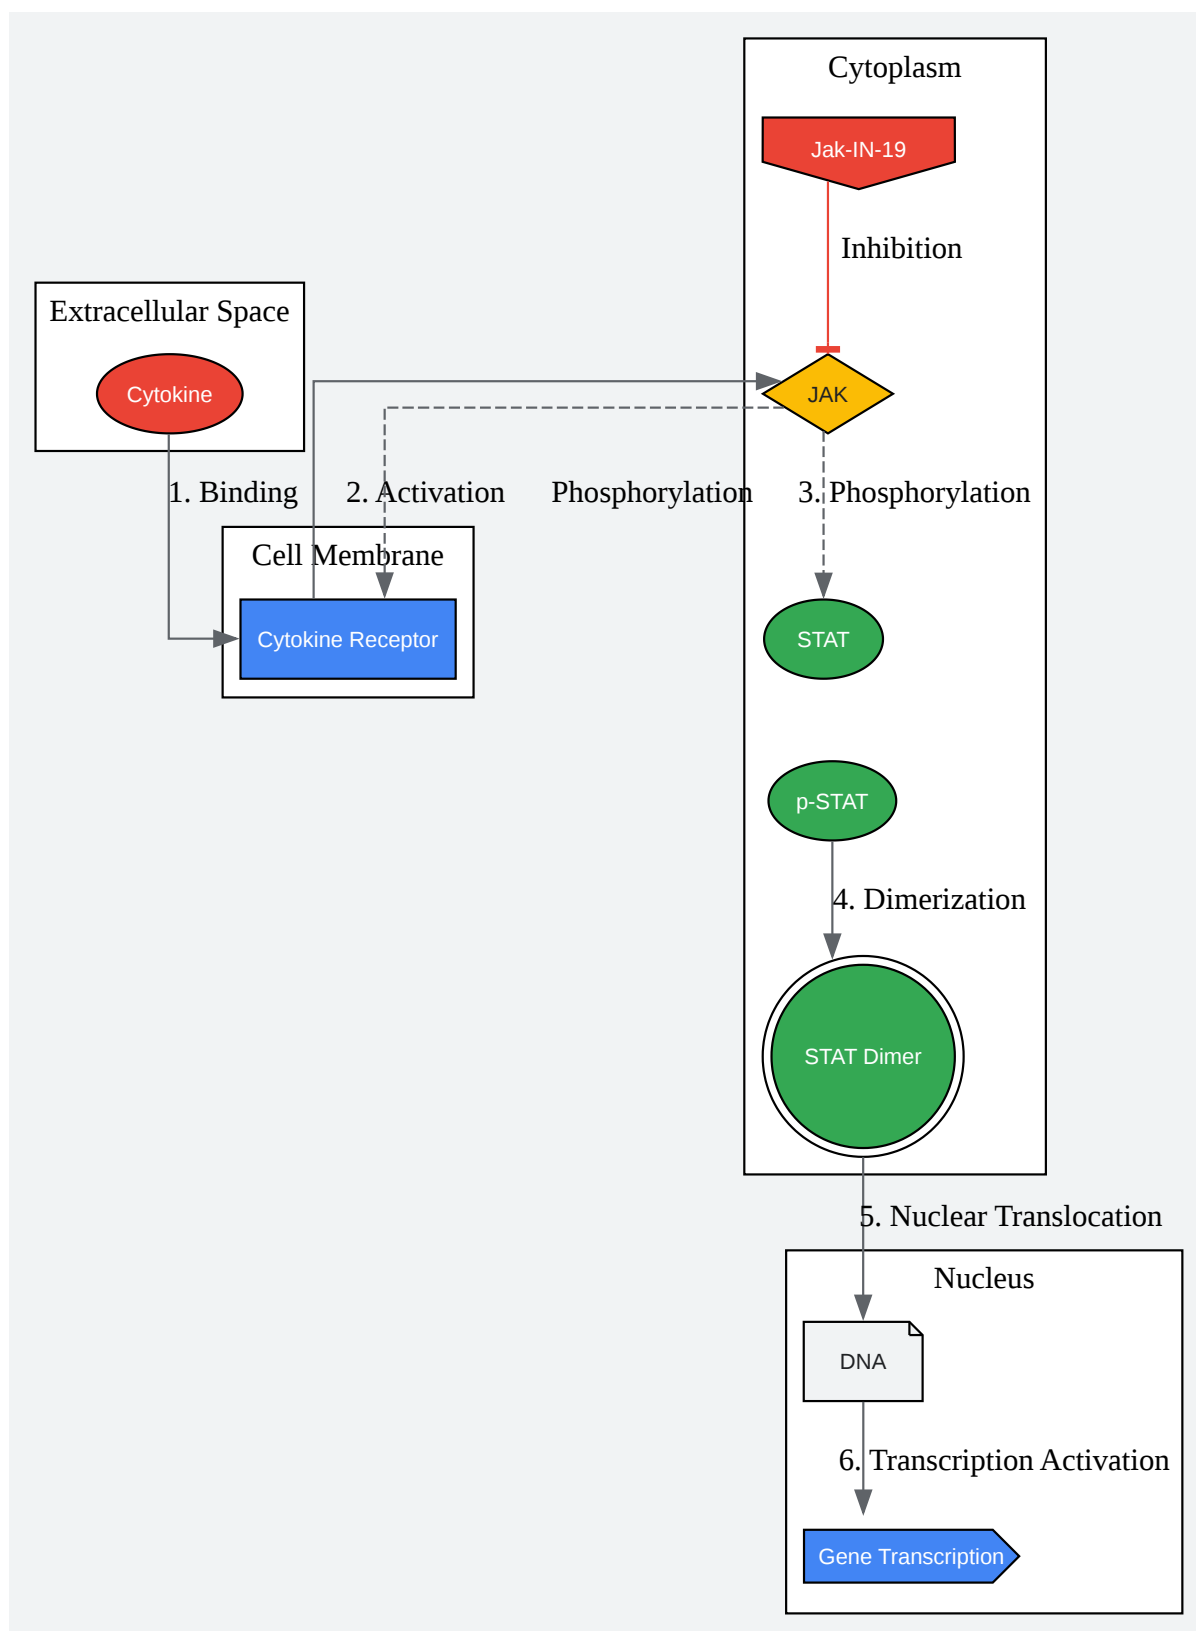 Cytoplasm
Jak-IN-19
Inhibition
Extracellular Space
Cytokine
JAK
1. Binding
2. Activation
Phosphorylation
3. Phosphorylation
Cell Membrane
Cytokine Receptor
STAT
p-STAT
4. Dimerization
STAT Dimer
5. Nuclear Translocation
Nucleus
DNA
6. Transcription Activation
Gene Transcription